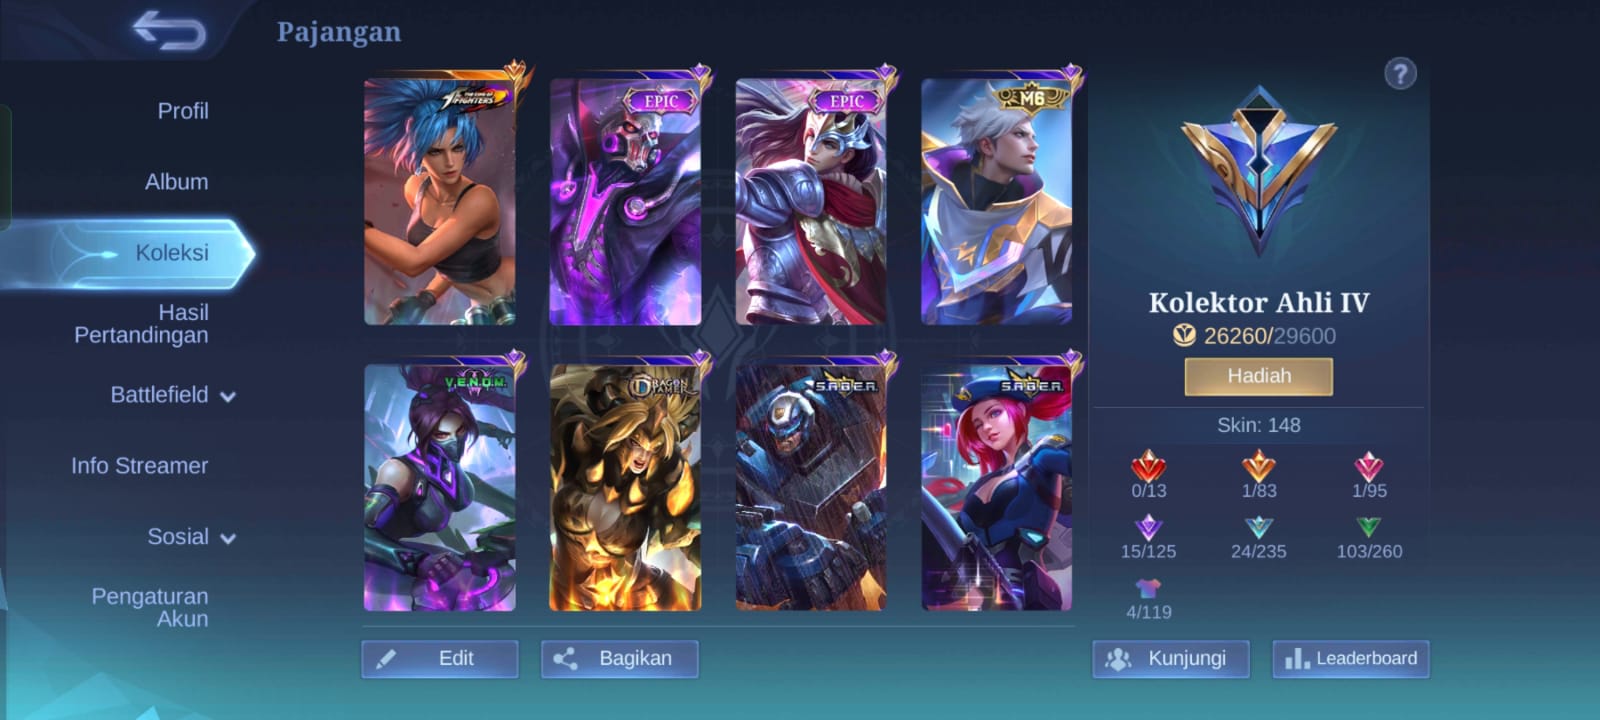 Pajangan
Profil
Album
Koleksi
Hasil
Pertandingan
Battlefield
Info Streamer
Sosial
Pengaturan
Akun
THE KING OF
FIGHTERS
EPIC
EPIC
M6
V.E.N.O.M.
DRAGON
TAMER
S.A.B.E.R.
S.A.B.E.R.
Edit
Bagikan
?
Kolektor Ahli IV
26260/29600
Hadiah
Skin: 148
0/13
1/83
1/95
15/125
24/235
103/260
4/119
Kunjungi
Leaderboard